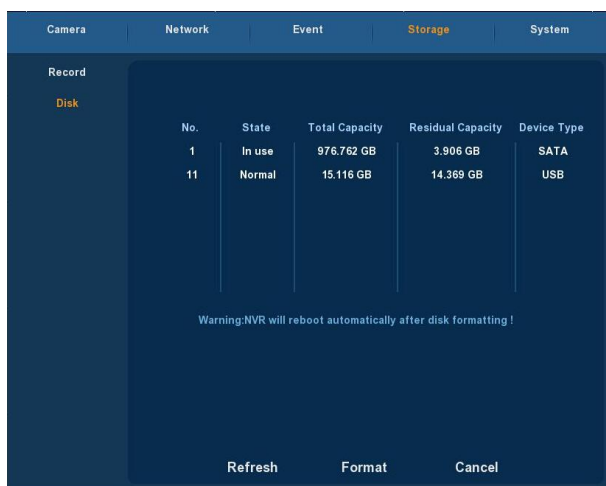 Camera Network Event Storage System
Record
Disk
No. State Total Capacity Residual Capacity Device Type
1 In use 976.762 GB 3.906 GB SATA
11 Normal 15.116 GB 14.369 GB USB
Warning:NVR will reboot automatically after disk formatting !
Refresh Format Cancel